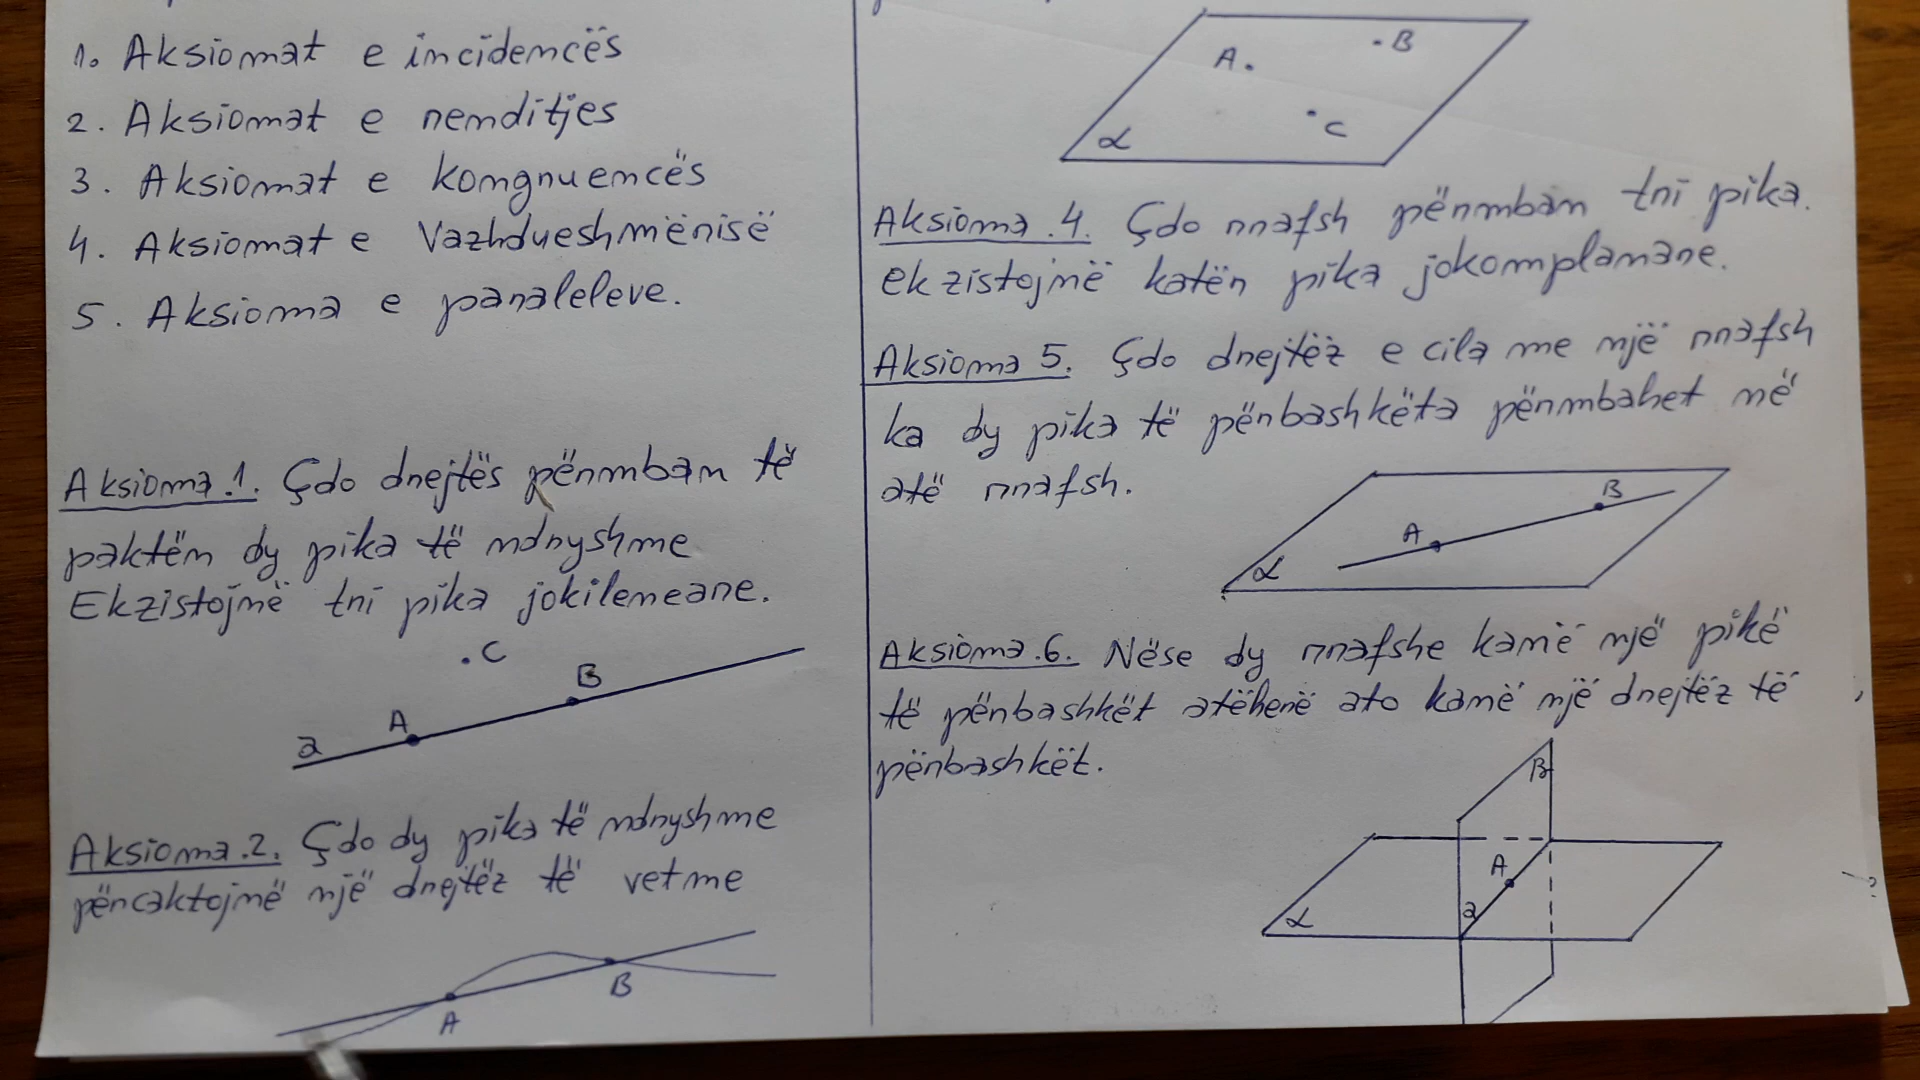 1. Aksiomat e incidencës
2. Aksiomat e renditjes
3. Aksiomat e kongruencës
4. Aksiomat e Vazhdueshmërisë
5. Aksioma e paraleleve.
Aksioma.1. Çdo drejtës përmban të
paktën dy pika të ndryshme
Ekzistojnë tri pika jokilemeane.
.C
B
A
a
Aksioma.2. Çdo dy pika të ndryshme
përcaktojnë një drejtëz të vetme
B
A
B
A
C
α
Aksioma.4. Çdo rrafsh përmban tri pika.
ekzistojnë katër pika jokomplanare.
Aksioma 5. Çdo drejtëz e cila me një rrafsh
ka dy pika të përbashkëta përmbahet në
atë rrafsh.
B
A
α
Aksioma.6. Nëse dy rrafshe kanë një pikë
të përbashkët atëherë ato kanë një drejtëz të
përbashkët.
B
A
a
α